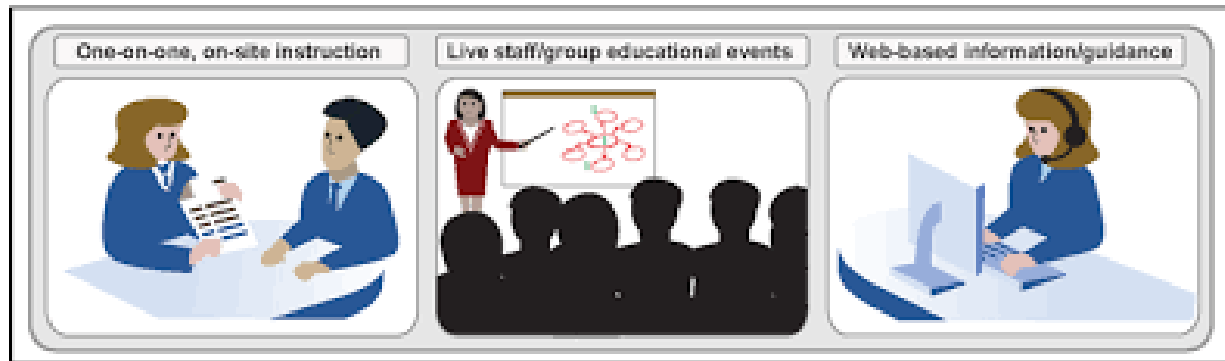 One-on-one, on-site instruction
Live staff/group educational events
Web-based information/guidance